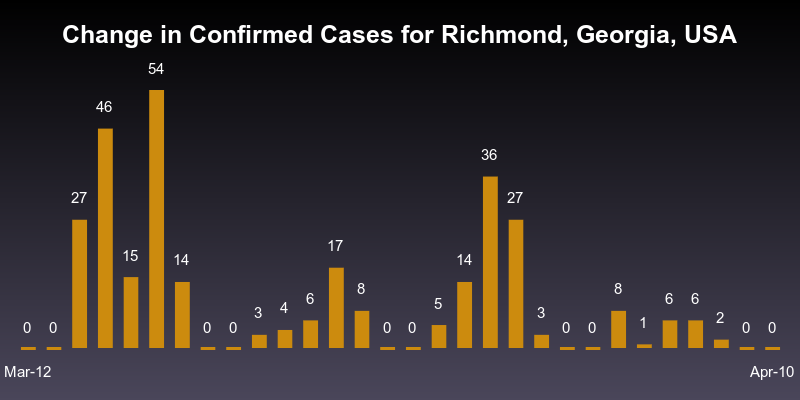 Change in Confirmed Cases for Richmond, Georgia, USA
0 0 27 46 15 54 14 0 0 3 4 6 17 8 0 0 5 14 36 27 3 0 0 8 1 6 6 2 0 0
Mar-12 Apr-10